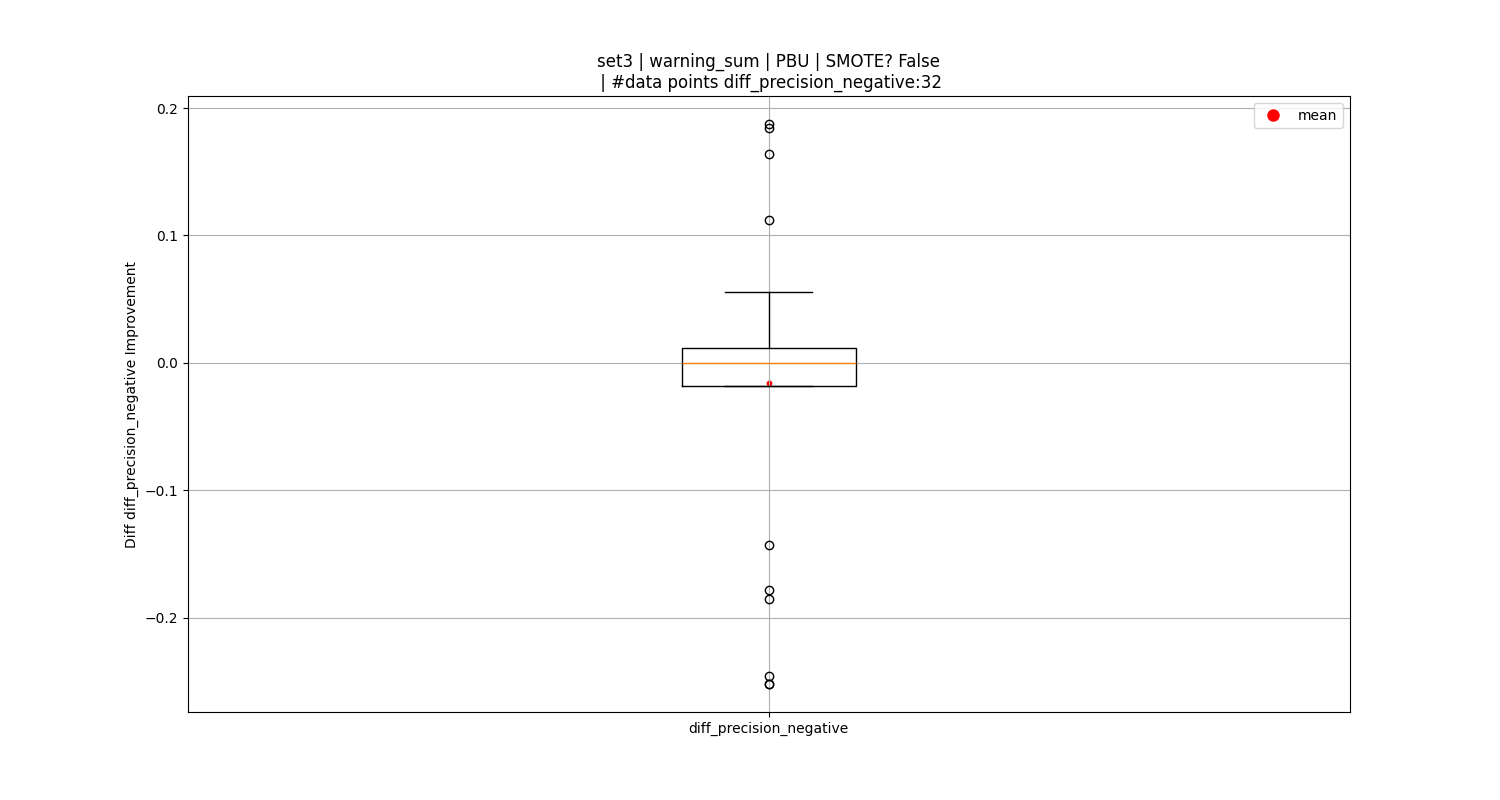 set3 | warning_sum | PBU | SMOTE? False
| #data points diff_precision_negative:32
mean
Diff diff_precision_negative Improvement
0.2
0.1
0.0
−0.1
−0.2
diff_precision_negative